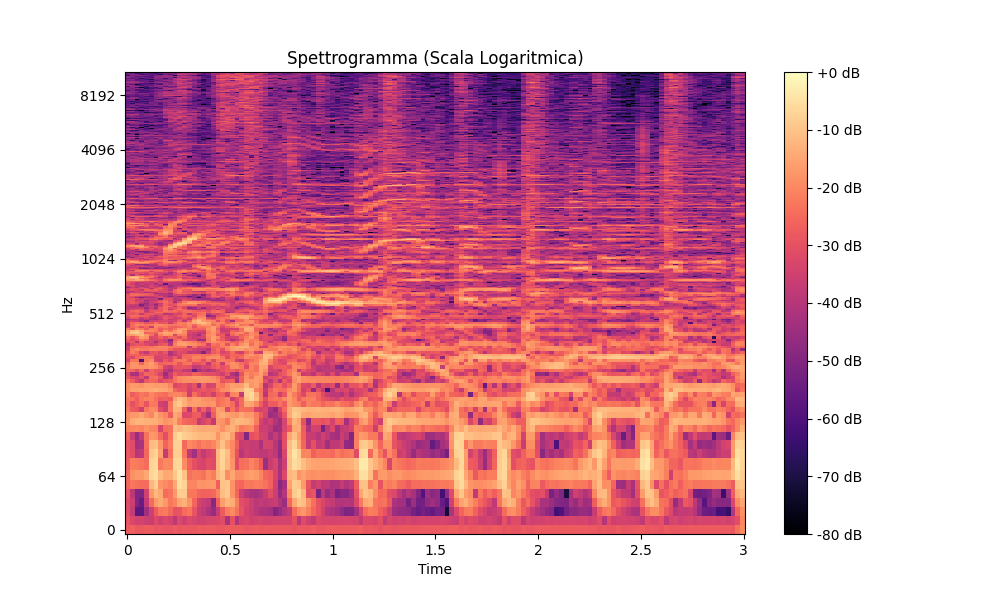 Spettrogramma (Scala Logaritmica)
Hz
8192
4096
2048
1024
512
256
128
64
0
0
0.5
1
1.5
2
2.5
3
Time
+0 dB
-10 dB
-20 dB
-30 dB
-40 dB
-50 dB
-60 dB
-70 dB
-80 dB